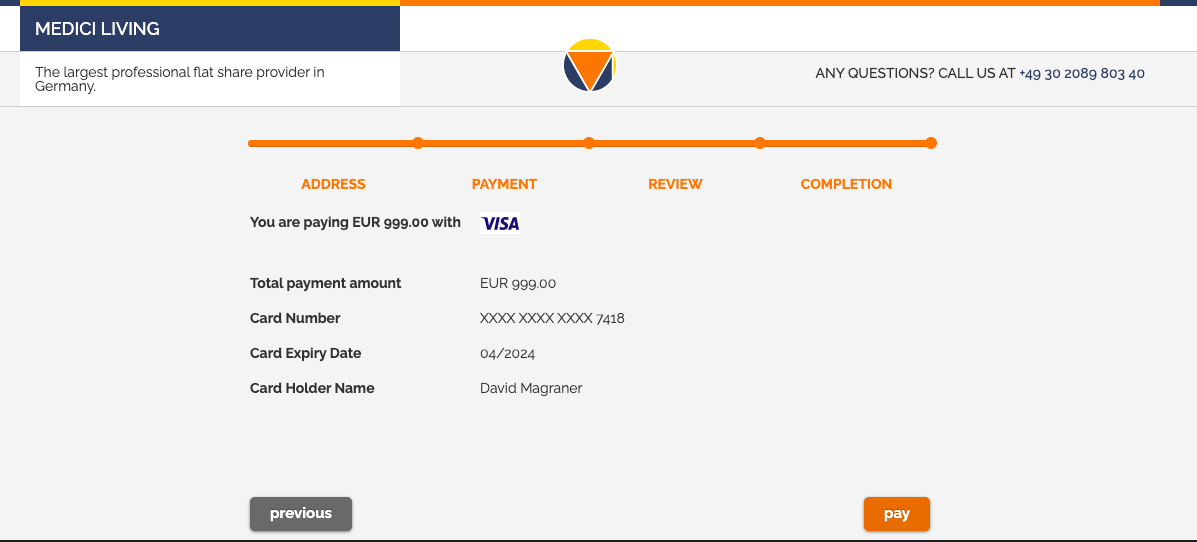 MEDICI LIVING
The largest professional flat share provider in
Germany.
ANY QUESTIONS? CALL US AT +49 30 2089 803 40
ADDRESS PAYMENT REVIEW COMPLETION
You are paying EUR 999.00 with VISA
Total payment amount EUR 999.00
Card Number XXXX XXXX XXXX 7418
Card Expiry Date 04/2024
Card Holder Name David Magraner
previous pay